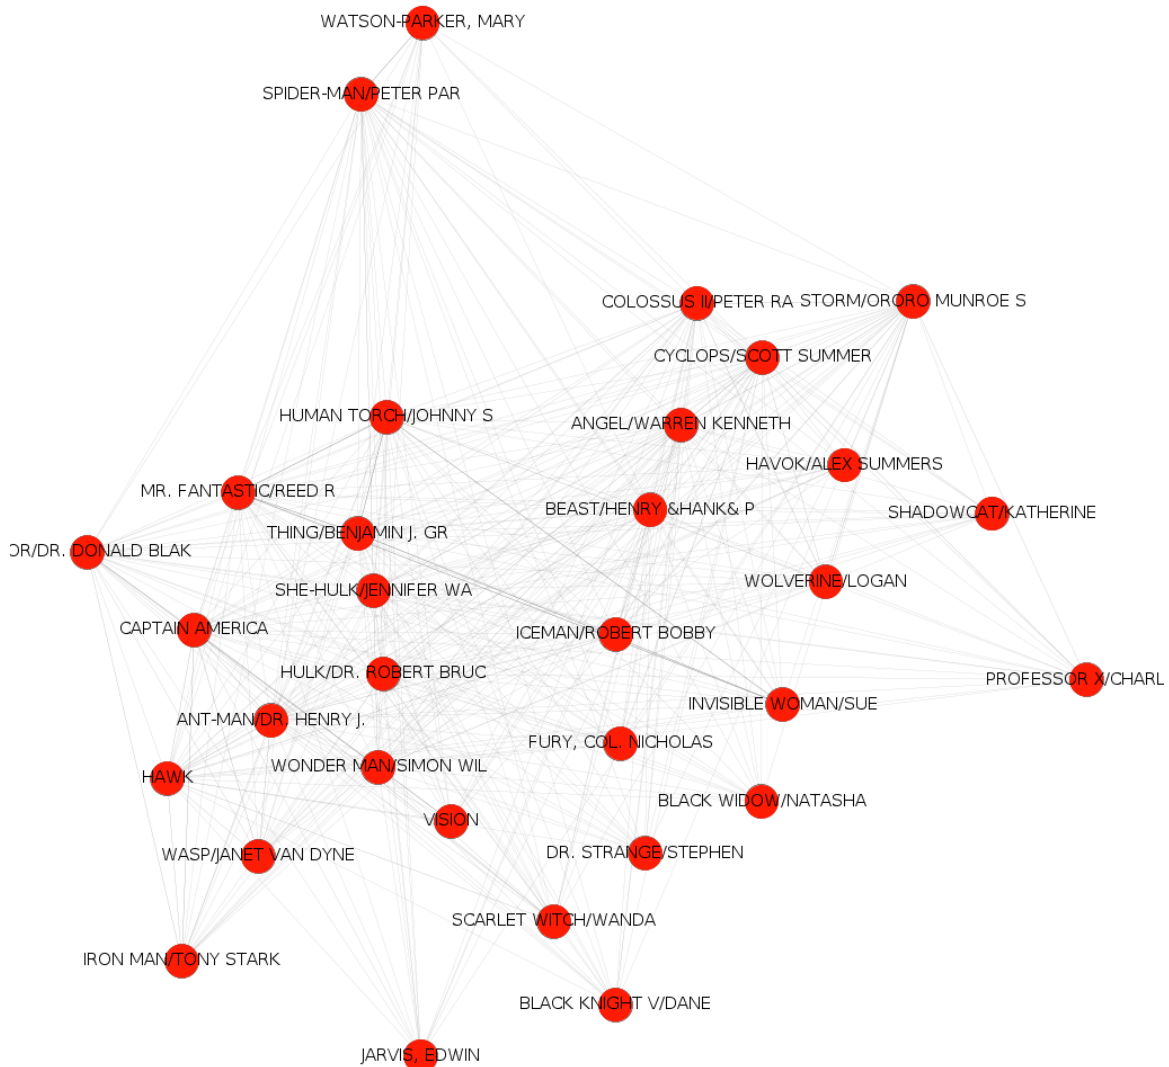 WATSON-PARKER, MARY
SPIDER-MAN/PETER PAR
COLOSSUS II/PETER RA
STORM/ORORO MUNROE S
CYCLOPS/SCOTT SUMMER
HUMAN TORCH/JOHNNY S
ANGEL/WARREN KENNETH
HAVOK/ALEX SUMMERS
MR. FANTASTIC/REED R
BEAST/HENRY &HANK& P
SHADOWCAT/KATHERINE
THING/BENJAMIN J. GR
OR/DR. DONALD BLAK
WOLVERINE/LOGAN
SHE-HULK/JENNIFER WA
CAPTAIN AMERICA
ICEMAN/ROBERT BOBBY
HULK/DR. ROBERT BRUC
PROFESSOR X/CHARL
INVISIBLE WOMAN/SUE
ANT-MAN/DR. HENRY J.
FURY, COL. NICHOLAS
WONDER MAN/SIMON WIL
HAWK
BLACK WIDOW/NATASHA
VISION
DR. STRANGE/STEPHEN
WASP/JANET VAN DYNE
SCARLET WITCH/WANDA
IRON MAN/TONY STARK
BLACK KNIGHT V/DANE
JARVIS, EDWIN